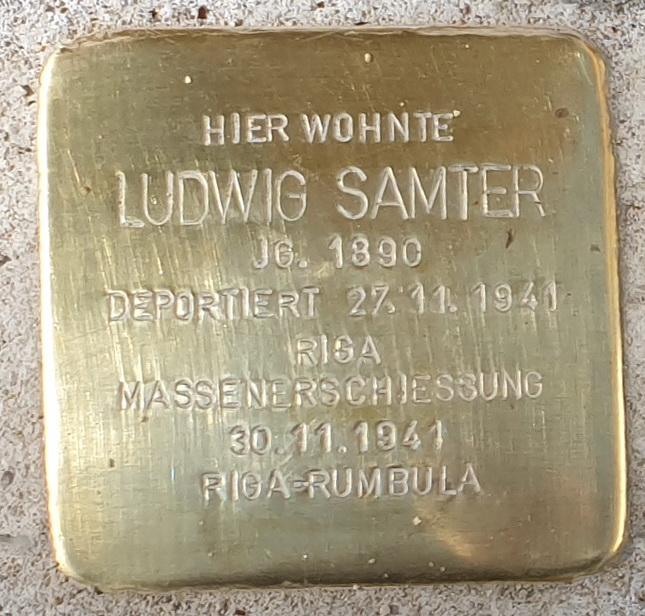 HIER WOHNTE
LUDWIG SAMTER
JG. 1890
DEPORTIERT 27.11.1941
RIGA
MASSENERSCHIESSUNG
30.11.1941
RIGA-RUMBULA